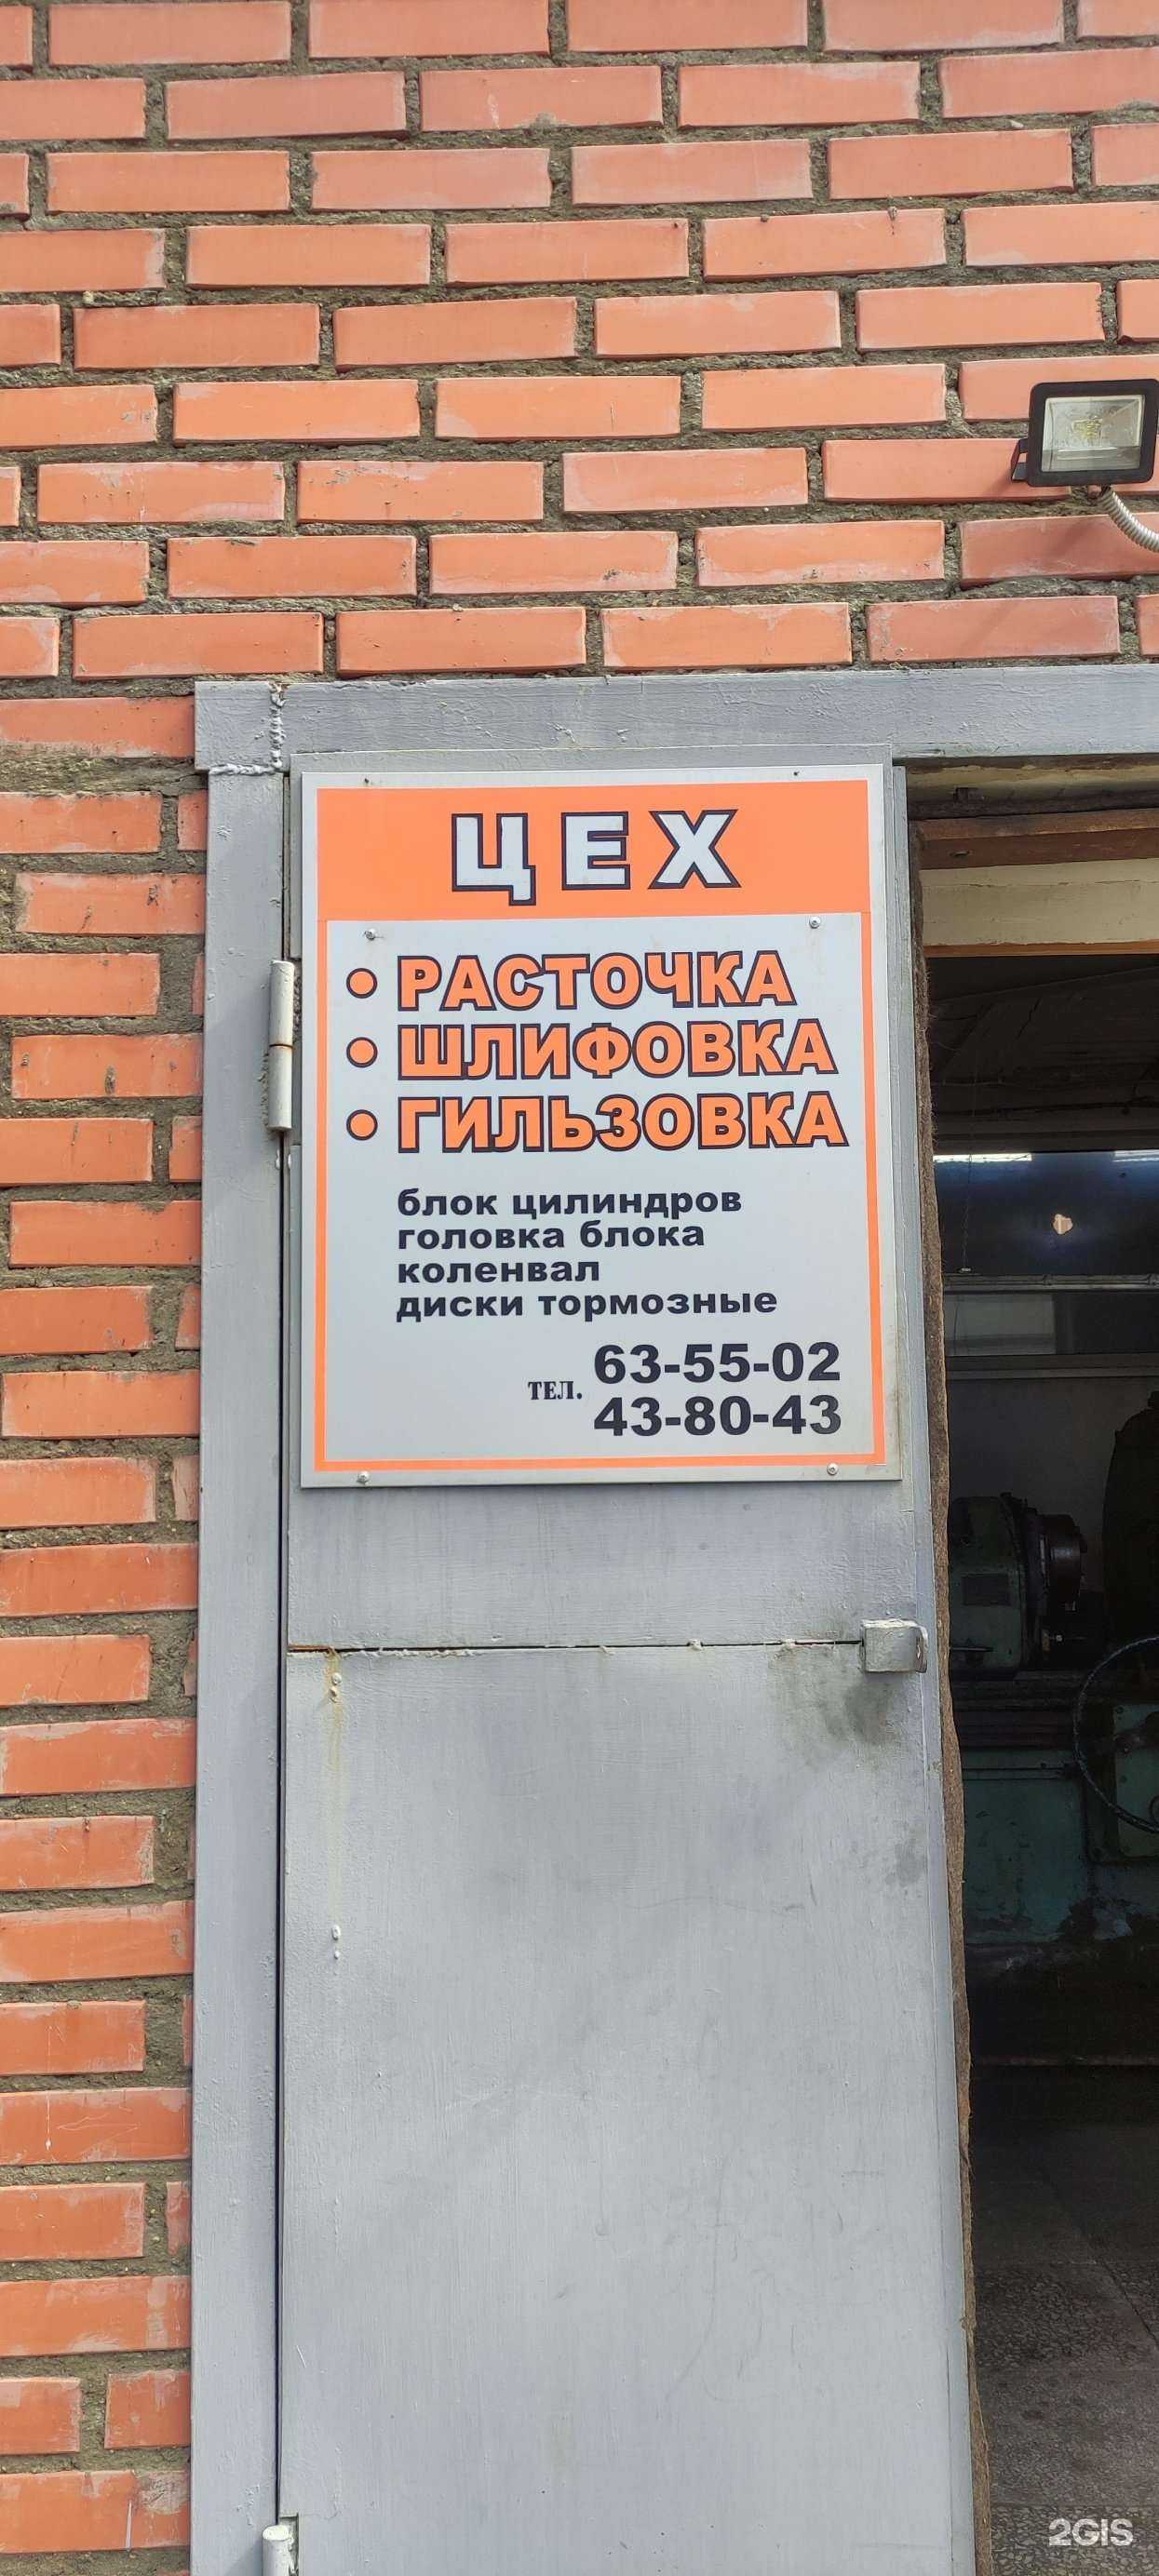 ЦЕХ
• РАСТОЧКА
• ШЛИФОВКА
• ГИЛЬЗОВКА
блок цилиндров
головка блока
коленвал
диски тормозные
тел. 63-55-02
43-80-43
2GIS